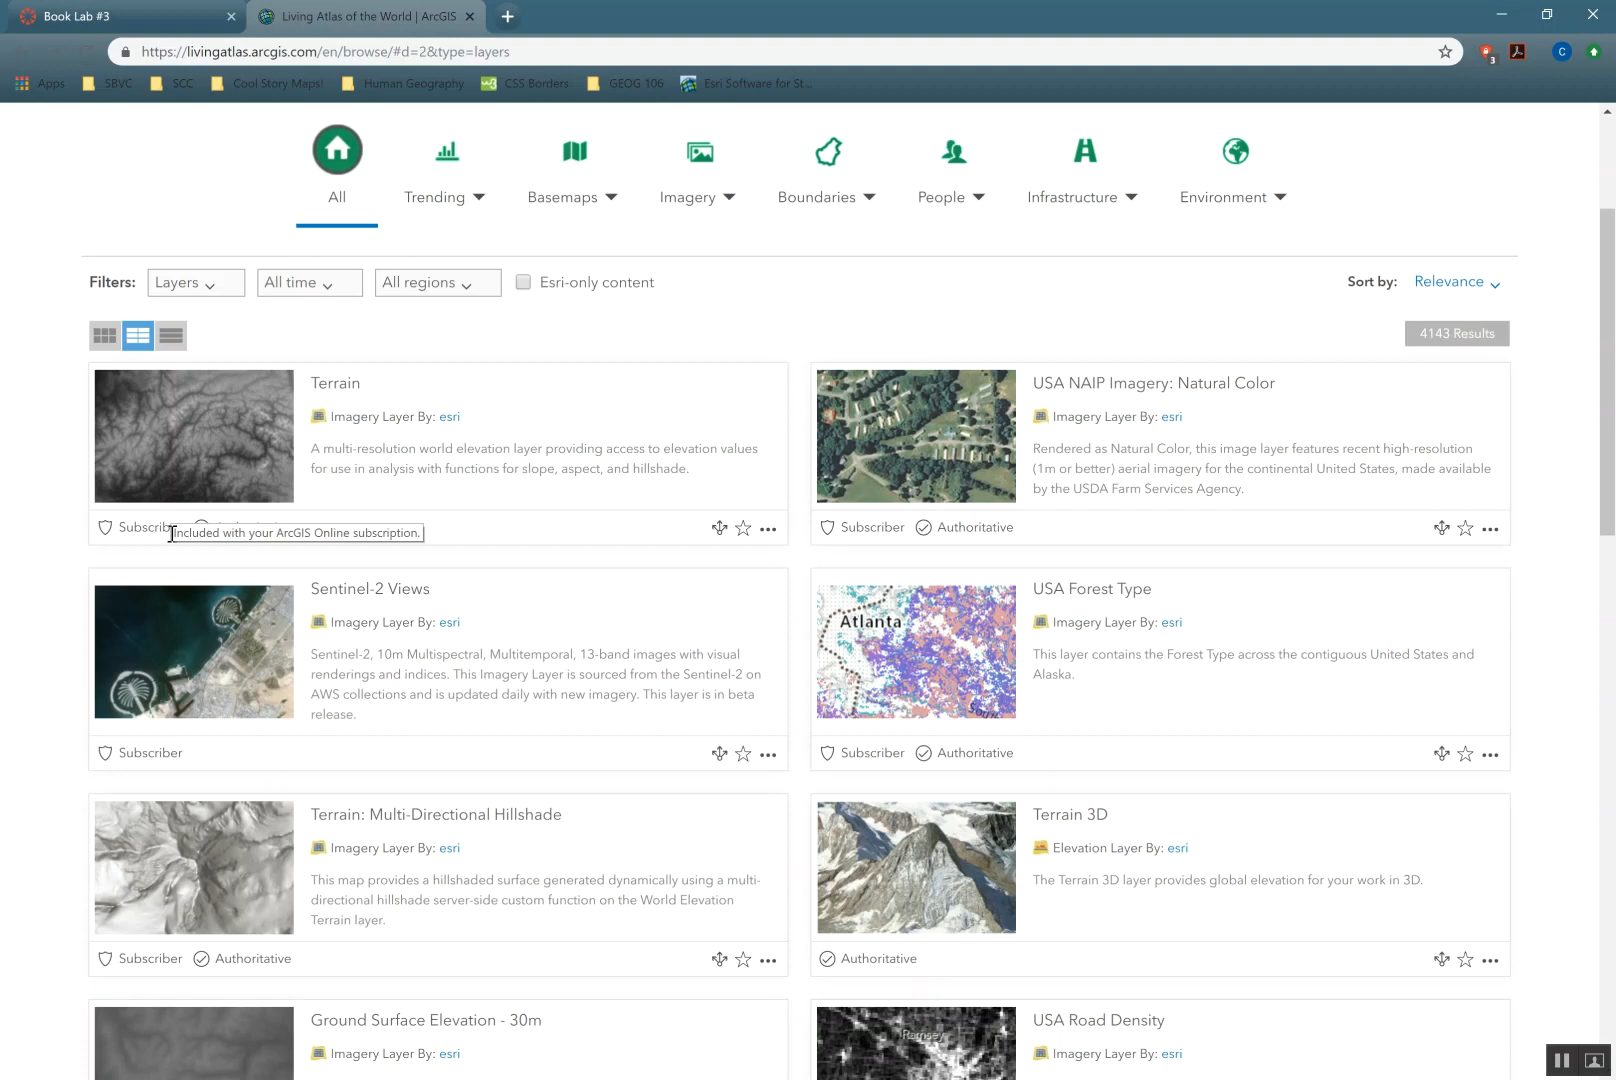 Book Lab #3
Living Atlas of the World | ArcGIS
https://livingatlas.arcgis.com/en/browse/#d=2&type=layers
3
C
Apps
SBVC
SCC
Cool Story Maps!
Human Geography
w3
CSS Borders
GEOG 106
Esri Software for St...
All
Trending
Basemaps
Imagery
Boundaries
People
Infrastructure
Environment
Filters:
Layers
All time
All regions
Esri-only content
Sort by:
Relevance
4143 Results
Terrain
Imagery Layer By: esri
A multi-resolution world elevation layer providing access to elevation values
for use in analysis with functions for slope, aspect, and hillshade.
Subscrib
Included with your ArcGIS Online subscription.
USA NAIP Imagery: Natural Color
Imagery Layer By: esri
Rendered as Natural Color, this image layer features recent high-resolution
(1m or better) aerial imagery for the continental United States, made available
by the USDA Farm Services Agency.
Subscriber
Authoritative
Sentinel-2 Views
Imagery Layer By: esri
Sentinel-2, 10m Multispectral, Multitemporal, 13-band images with visual
renderings and indices. This Imagery Layer is sourced from the Sentinel-2 on
AWS collections and is updated daily with new imagery. This layer is in beta
release.
Subscriber
Atlanta
USA Forest Type
Imagery Layer By: esri
This layer contains the Forest Type across the contiguous United States and
Alaska.
Subscriber
Authoritative
Terrain: Multi-Directional Hillshade
Imagery Layer By: esri
This map provides a hillshaded surface generated dynamically using a multi-
directional hillshade server-side custom function on the World Elevation
Terrain layer.
Subscriber
Authoritative
Terrain 3D
Elevation Layer By: esri
The Terrain 3D layer provides global elevation for your work in 3D.
Authoritative
Ground Surface Elevation - 30m
Imagery Layer By: esri
Ramsey
USA Road Density
Imagery Layer By: esri